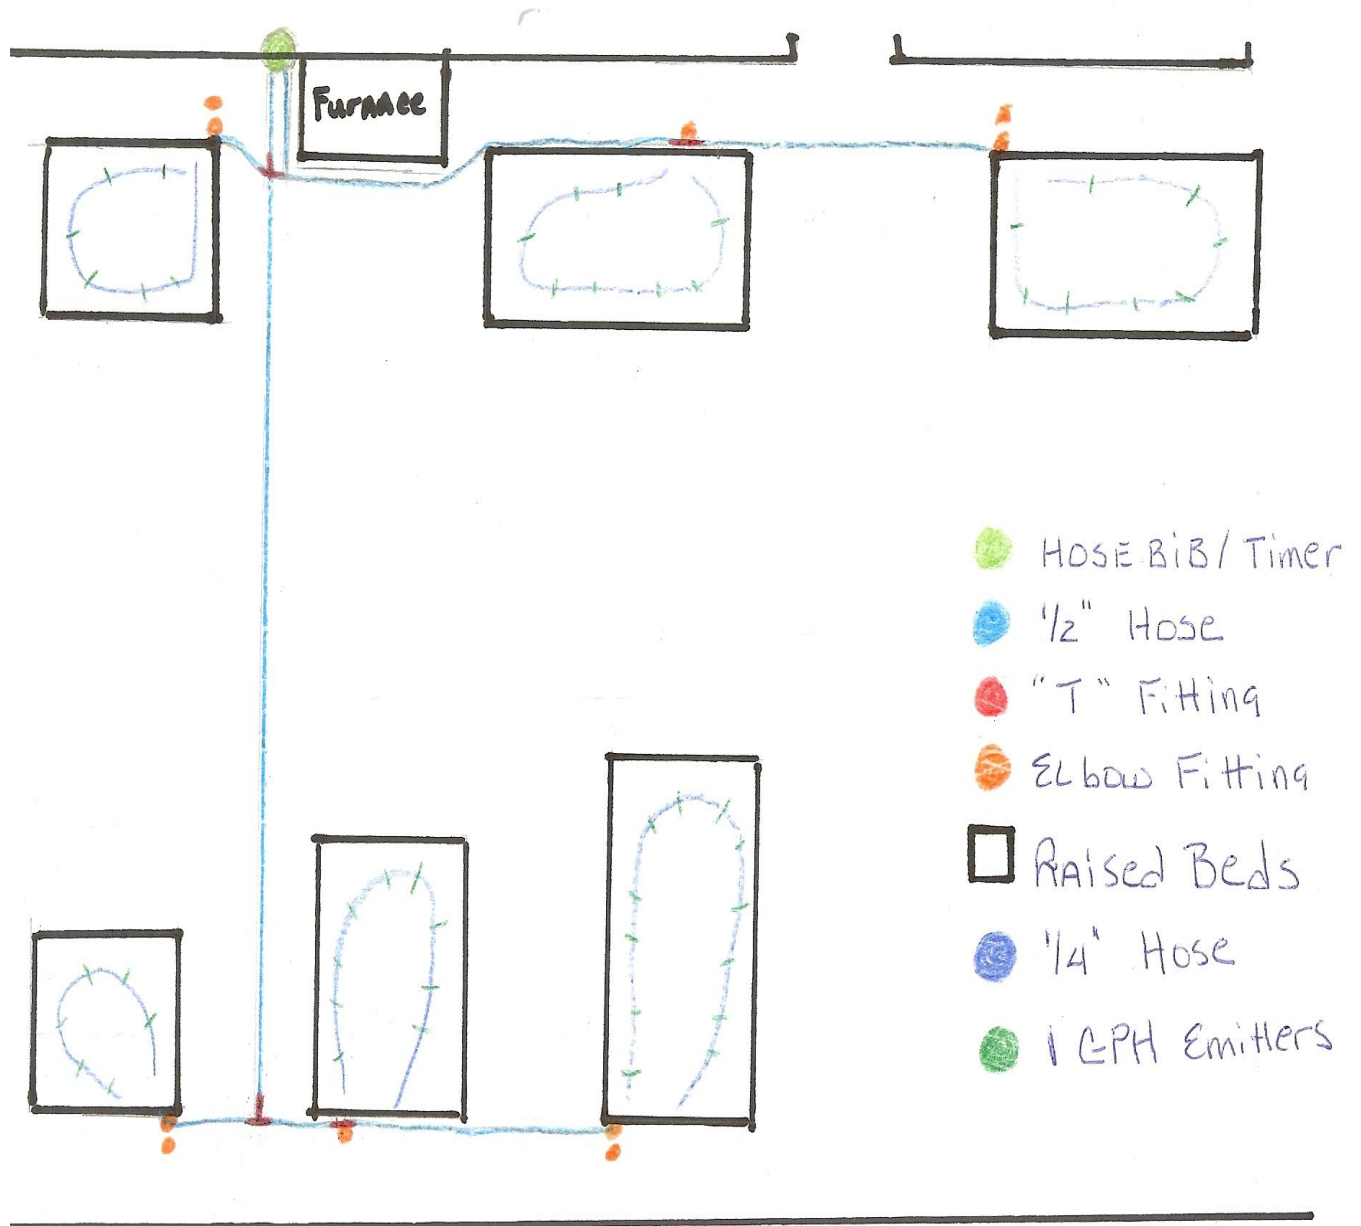 Furnace
HOSE BiB / Timer
1/2" Hose
"T" Fitting
ELbow Fitting
RAised Beds
1/4" Hose
1 GPH Emitters